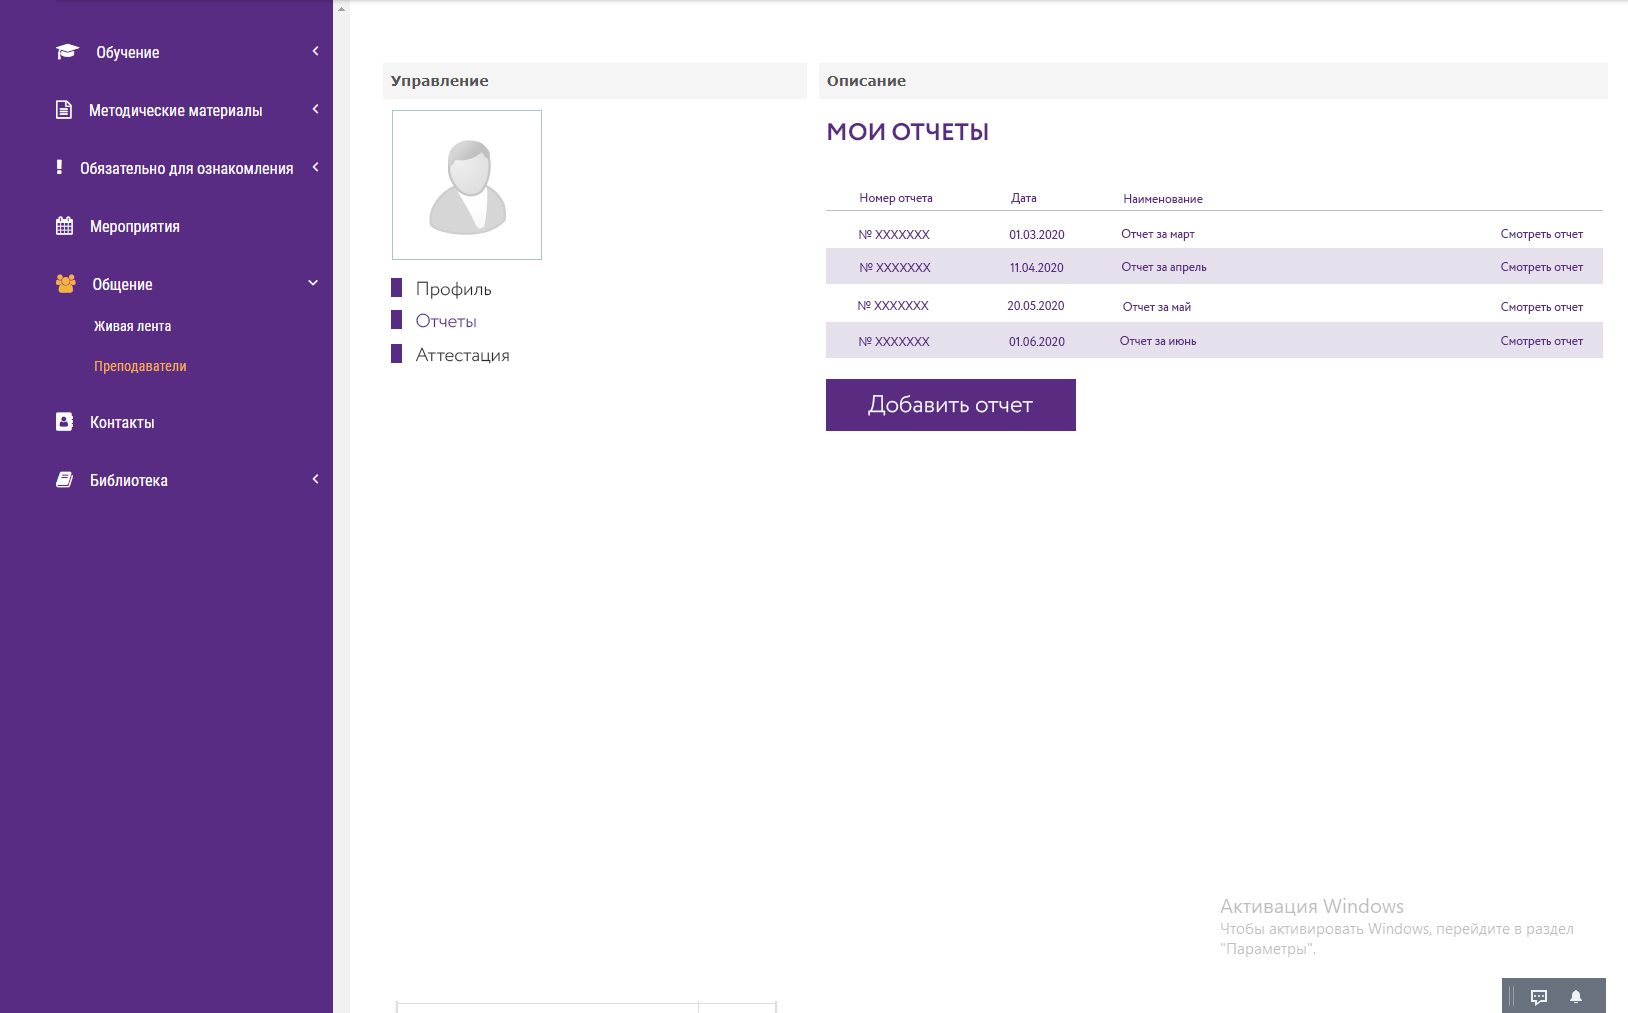 Обучение
Методические материалы
Обязательно для ознакомления
Мероприятия
Общение
Живая лента
Преподаватели
Контакты
Библиотека
Управление
Профиль
Отчеты
Аттестация
Описание
МОИ ОТЧЕТЫ
Номер отчета Дата Наименование
№ XXXXXXX 01.03.2020 Отчет за март Смотреть отчет
№ XXXXXXX 11.04.2020 Отчет за апрель Смотреть отчет
№ XXXXXXX 20.05.2020 Отчет за май Смотреть отчет
№ XXXXXXX 01.06.2020 Отчет за июнь Смотреть отчет
Добавить отчет
Активация Windows
Чтобы активировать Windows, перейдите в раздел
"Параметры".